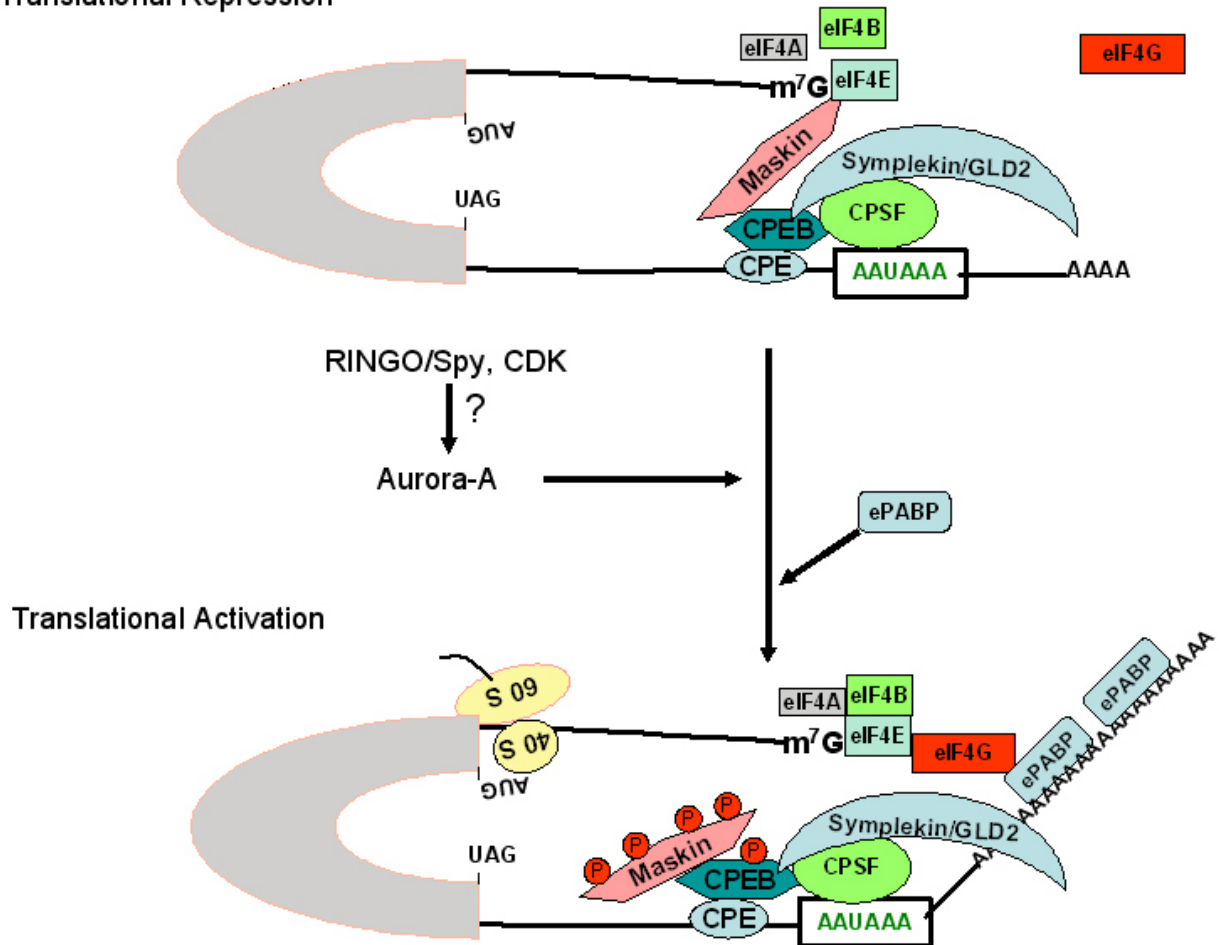 Translational Repression
eIF4A
eIF4B
eIF4G
m⁷G
eIF4E
AUG
Maskin
Symplekin/GLD2
UAG
CPSF
CPEB
CPE
AAUAAA
AAAA
RINGO/Spy, CDK
?
Aurora-A
ePABP
Translational Activation
60 S
40 S
eIF4A
eIF4B
m⁷G
eIF4E
eIF4G
ePABP
ePABP
AUG
P
P
P
P
P
Maskin
Symplekin/GLD2
UAG
CPSF
CPEB
CPE
AAUAAA